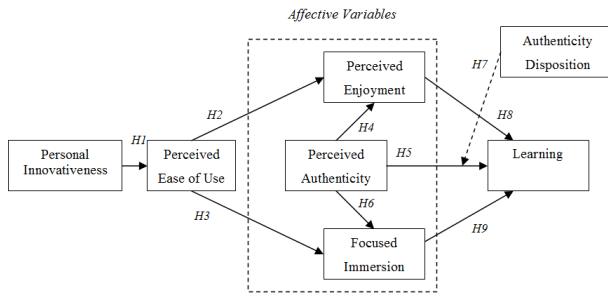 Affective Variables
Authenticity
Disposition
H7
Perceived
Enjoyment
H2
H8
H4
H1
Personal
Innovativeness
Perceived
Ease of Use
Perceived
Authenticity
H5
Learning
H3
H6
H9
Focused
Immersion